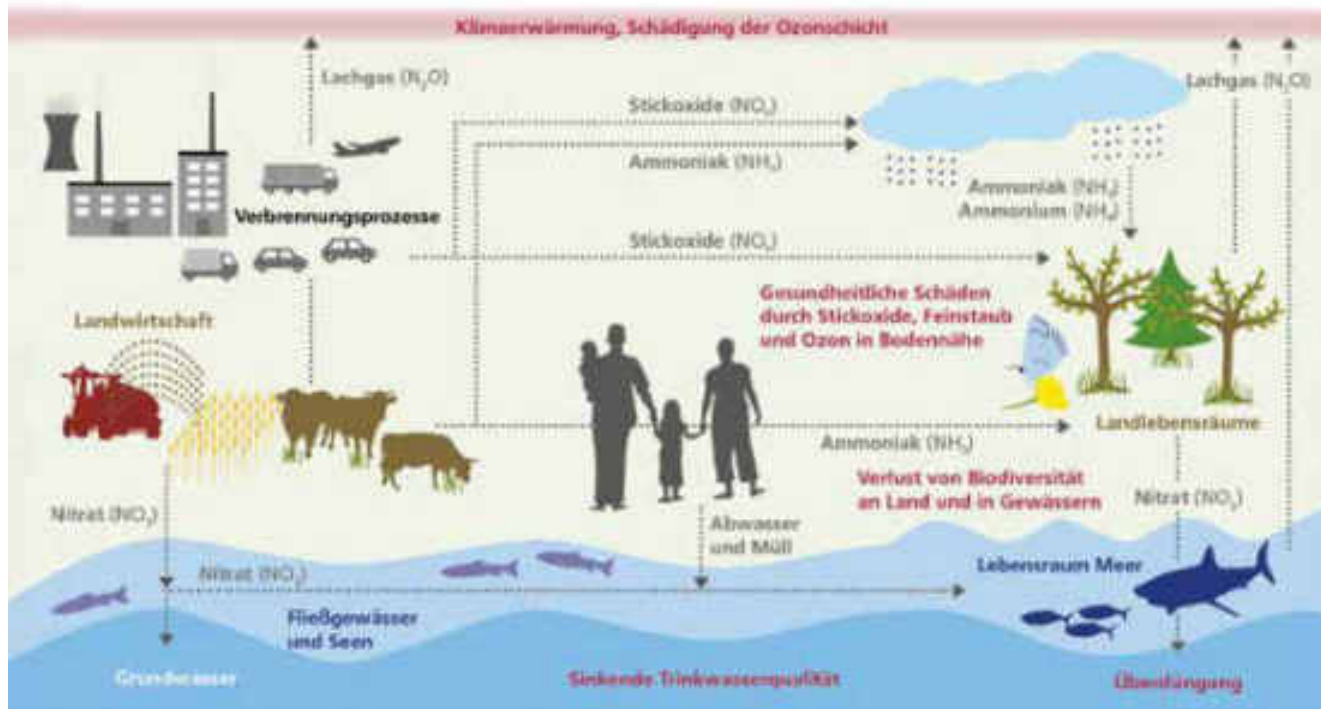 Klimaerwärmung, Schädigung der Ozonschicht
Lachgas (N₂O)
Lachgas (N₂O)
Stickoxide (NOₓ)
Ammoniak (NH₃)
Ammoniak (NH₃)
Ammonium (NH₄)
Verbrennungsprozesse
Stickoxide (NOₓ)
Gesundheitliche Schäden
durch Stickoxide, Feinstaub
und Ozon in Bodennähe
Landwirtschaft
Landlebensräume
Ammoniak (NH₃)
Verlust von Biodiversität
an Land und in Gewässern
Nitrat (NO₃)
Nitrat (NO₃)
Abwasser
und Müll
Nitrat (NO₃)
Lebensraum Meer
Fließgewässer
und Seen
Grundwasser
Sinkende Trinkwasserqualität
Überdüngung